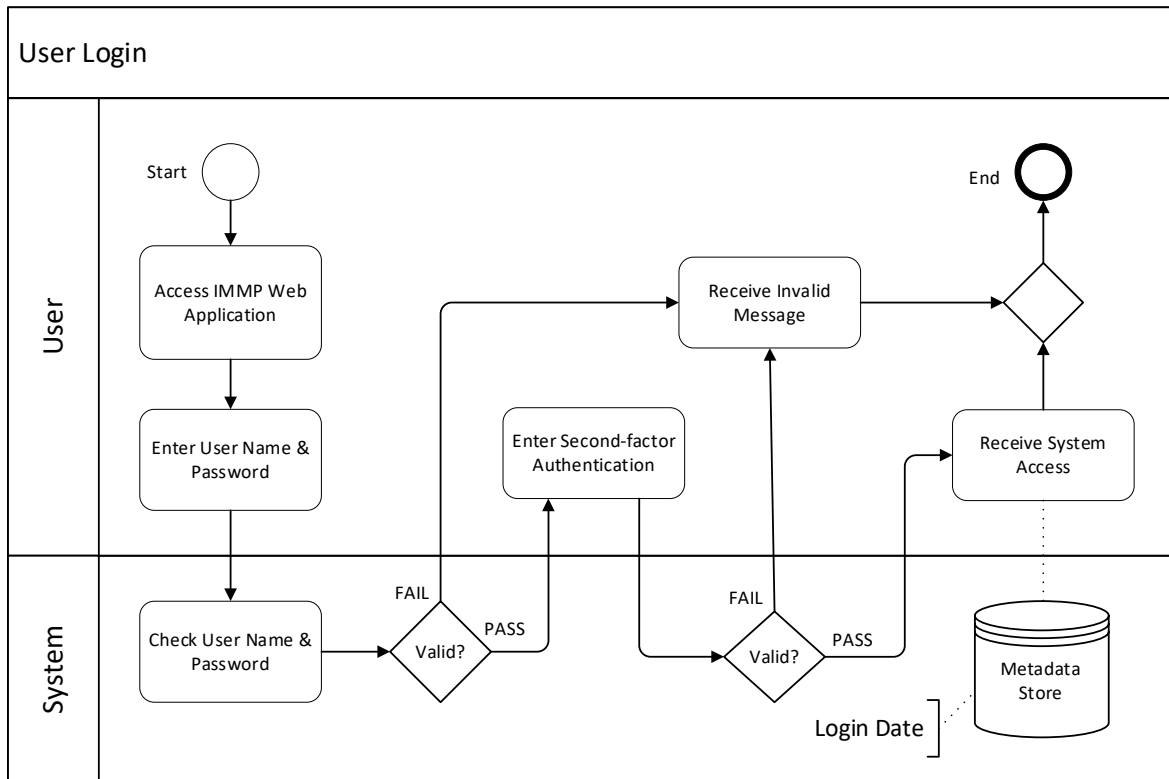 User Login
User
Start
End
Access IMMP Web
Application
Receive Invalid
Message
Enter User Name &
Password
Enter Second-factor
Authentication
Receive System
Access
System
FAIL
PASS
Check User Name &
Password
Valid?
FAIL
PASS
Valid?
Metadata
Store
Login Date